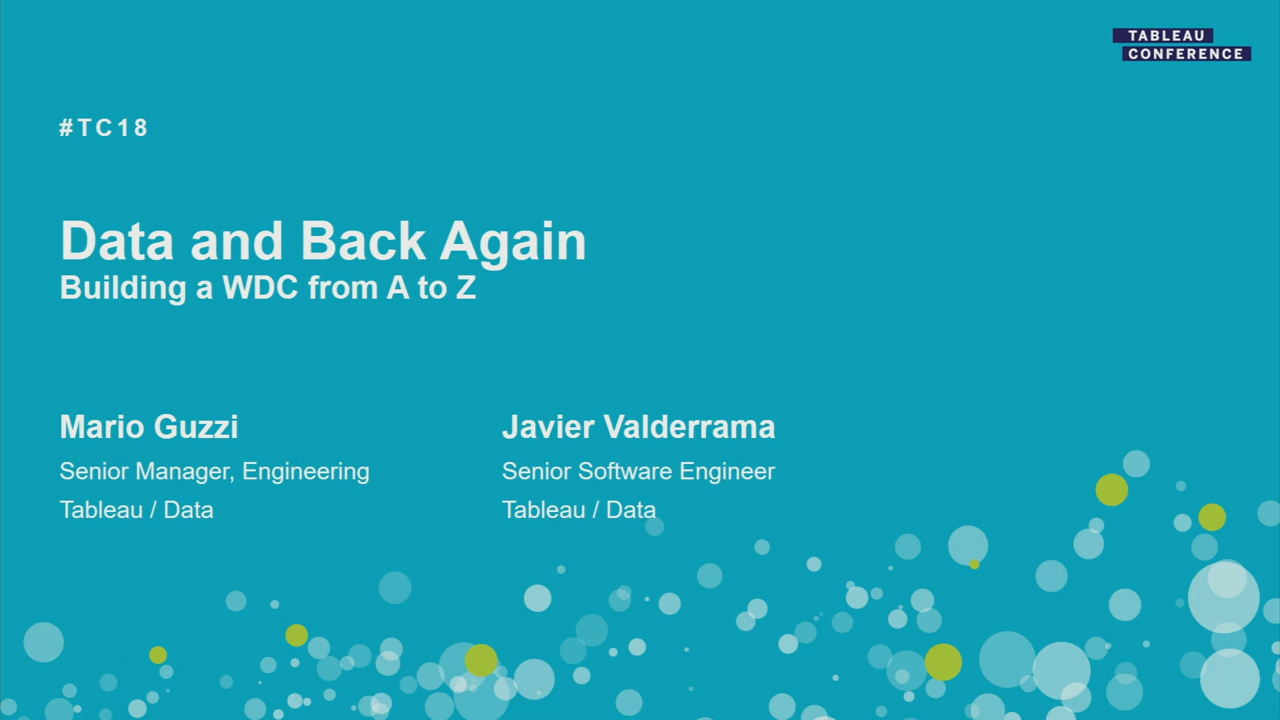 TABLEAU
CONFERENCE
#TC18
Data and Back Again
Building a WDC from A to Z
Mario Guzzi
Senior Manager, Engineering
Tableau / Data
Javier Valderrama
Senior Software Engineer
Tableau / Data